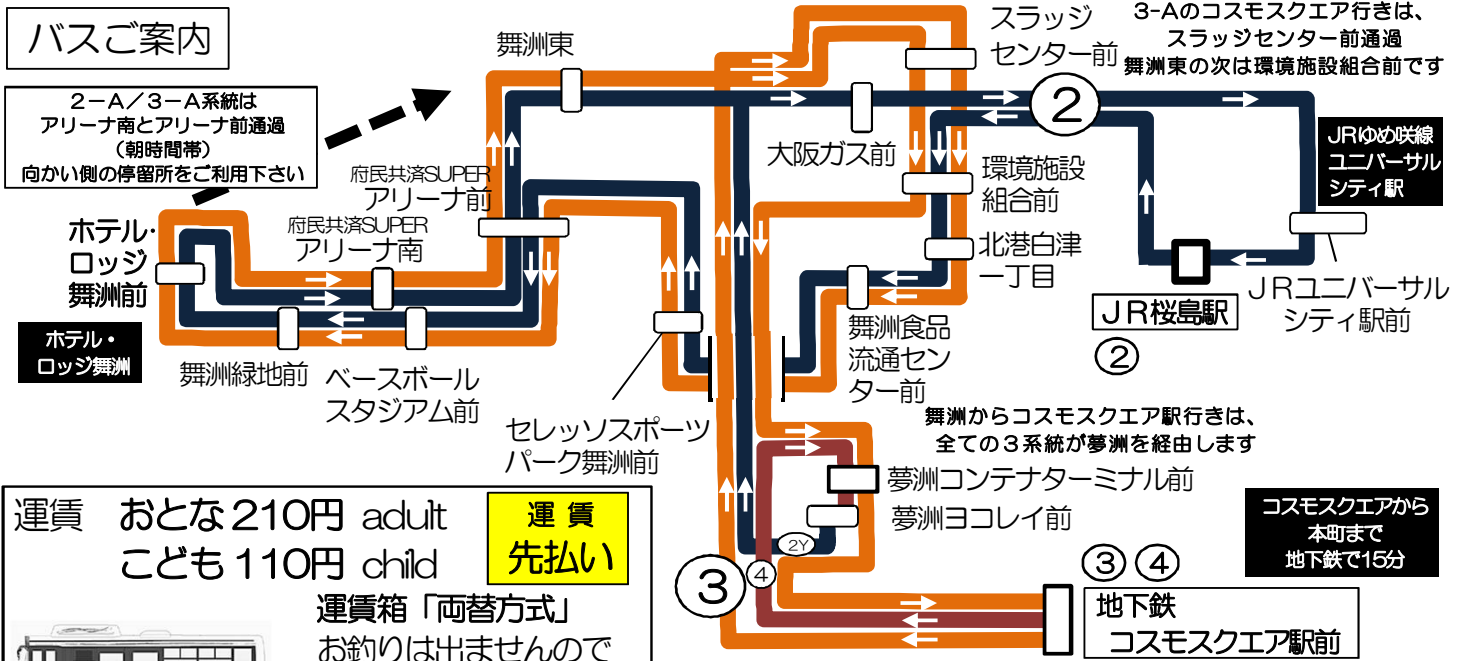 バスご案内
2－A／3－A系統は
アリーナ南とアリーナ前通過
（朝時間帯）
向かい側の停留所をご利用下さい
舞洲東
スラッジ
センター前
3-Aのコスモスクエア行きは、
スラッジセンター前通過
舞洲東の次は環境施設組合前です
②
大阪ガス前
JRゆめ咲線
ユニバーサル
シティ駅
府民共済SUPER
アリーナ前
府民共済SUPER
アリーナ南
環境施設
組合前
ホテル・
ロッジ
舞洲前
北港白津
一丁目
JRユニバーサル
シティ駅前
JR桜島駅
②
ホテル・
ロッジ舞洲
舞洲緑地前
ベースボール
スタジアム前
舞洲食品
流通セン
ター前
セレッソスポーツ
パーク舞洲前
舞洲からコスモスクエア駅行きは、
全ての3系統が夢洲を経由します
夢洲コンテナターミナル前
夢洲ヨコレイ前
2Y
③
④
コスモスクエアから
本町まで
地下鉄で15分
③ ④
地下鉄
コスモスクエア駅前
運賃 おとな210円 adult
こども110円 child
運賃
先払い
運賃箱「両替方式」
お釣りは出ませんので